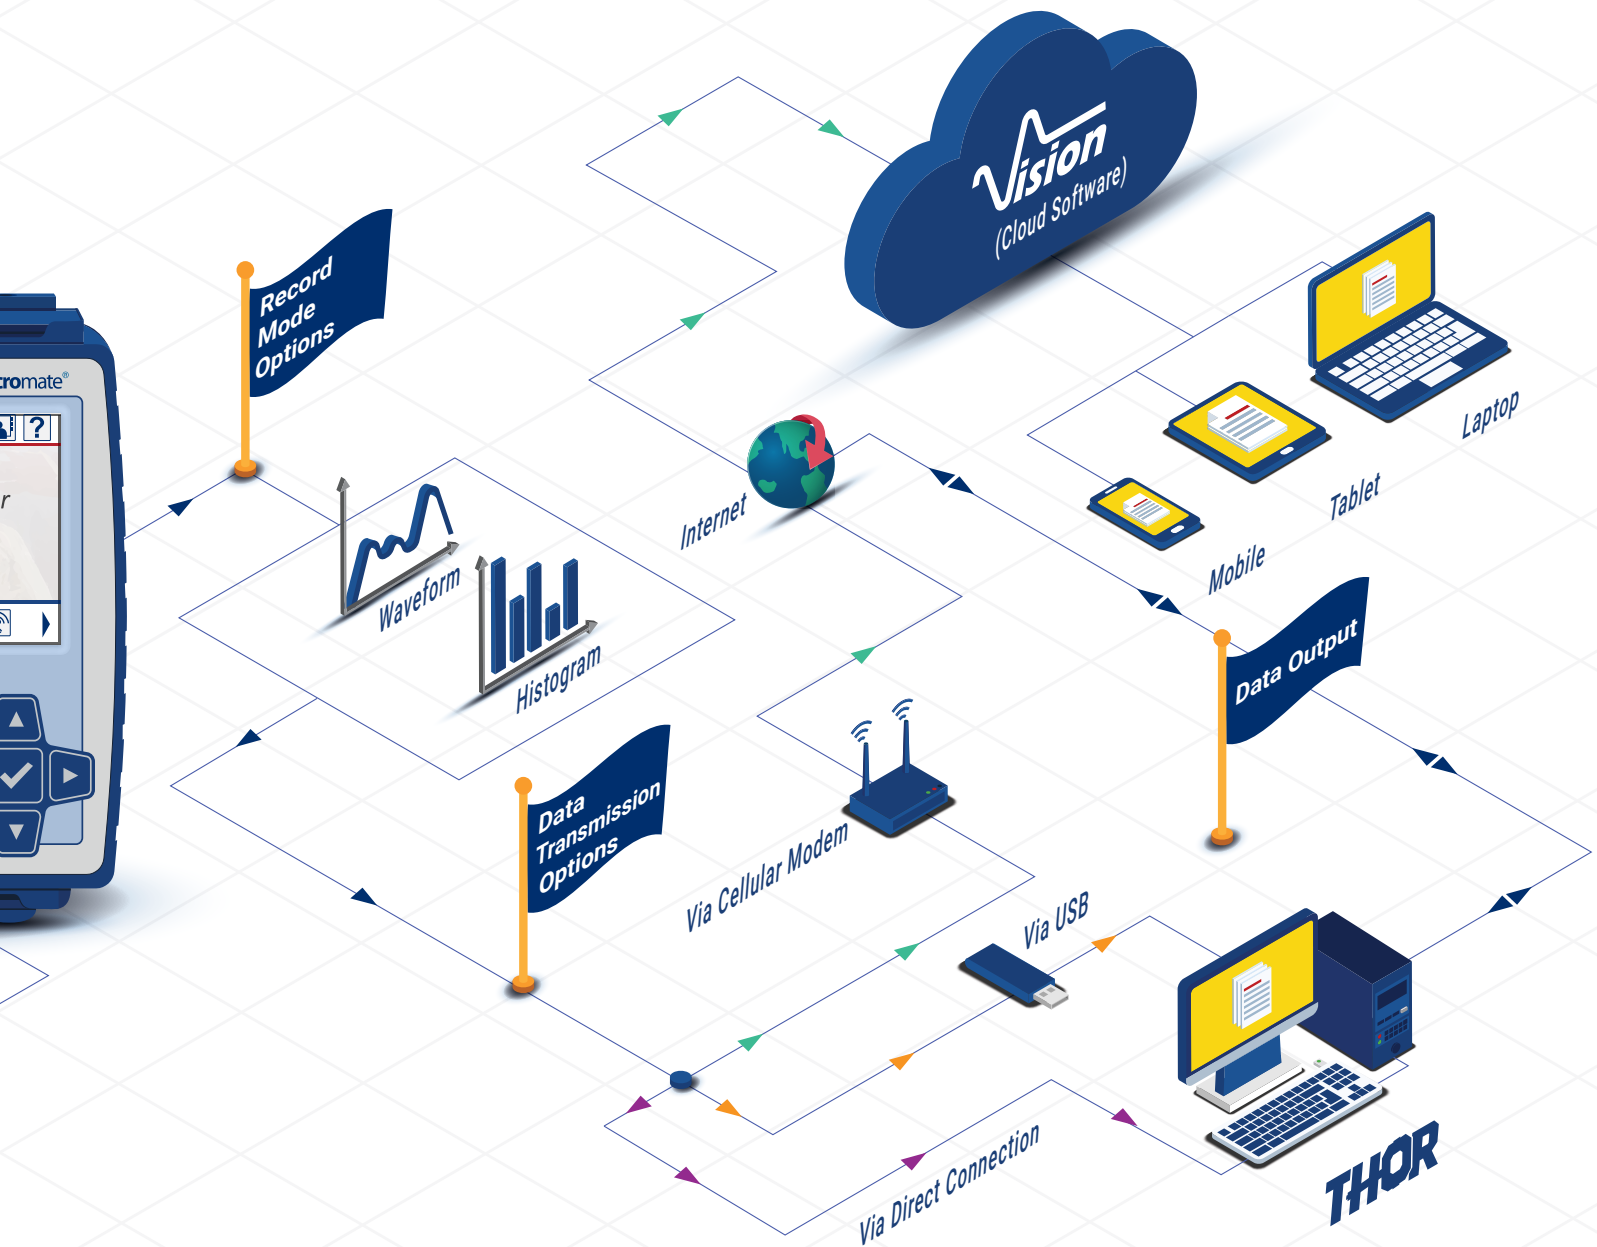 Vision
(Cloud Software)
Record
Mode
Options
tromate®
?
r
Laptop
Tablet
Mobile
Internet
Waveform
Histogram
Data Output
Data
Transmission
Options
Via Cellular Modem
Via USB
Via Direct Connection
THOR